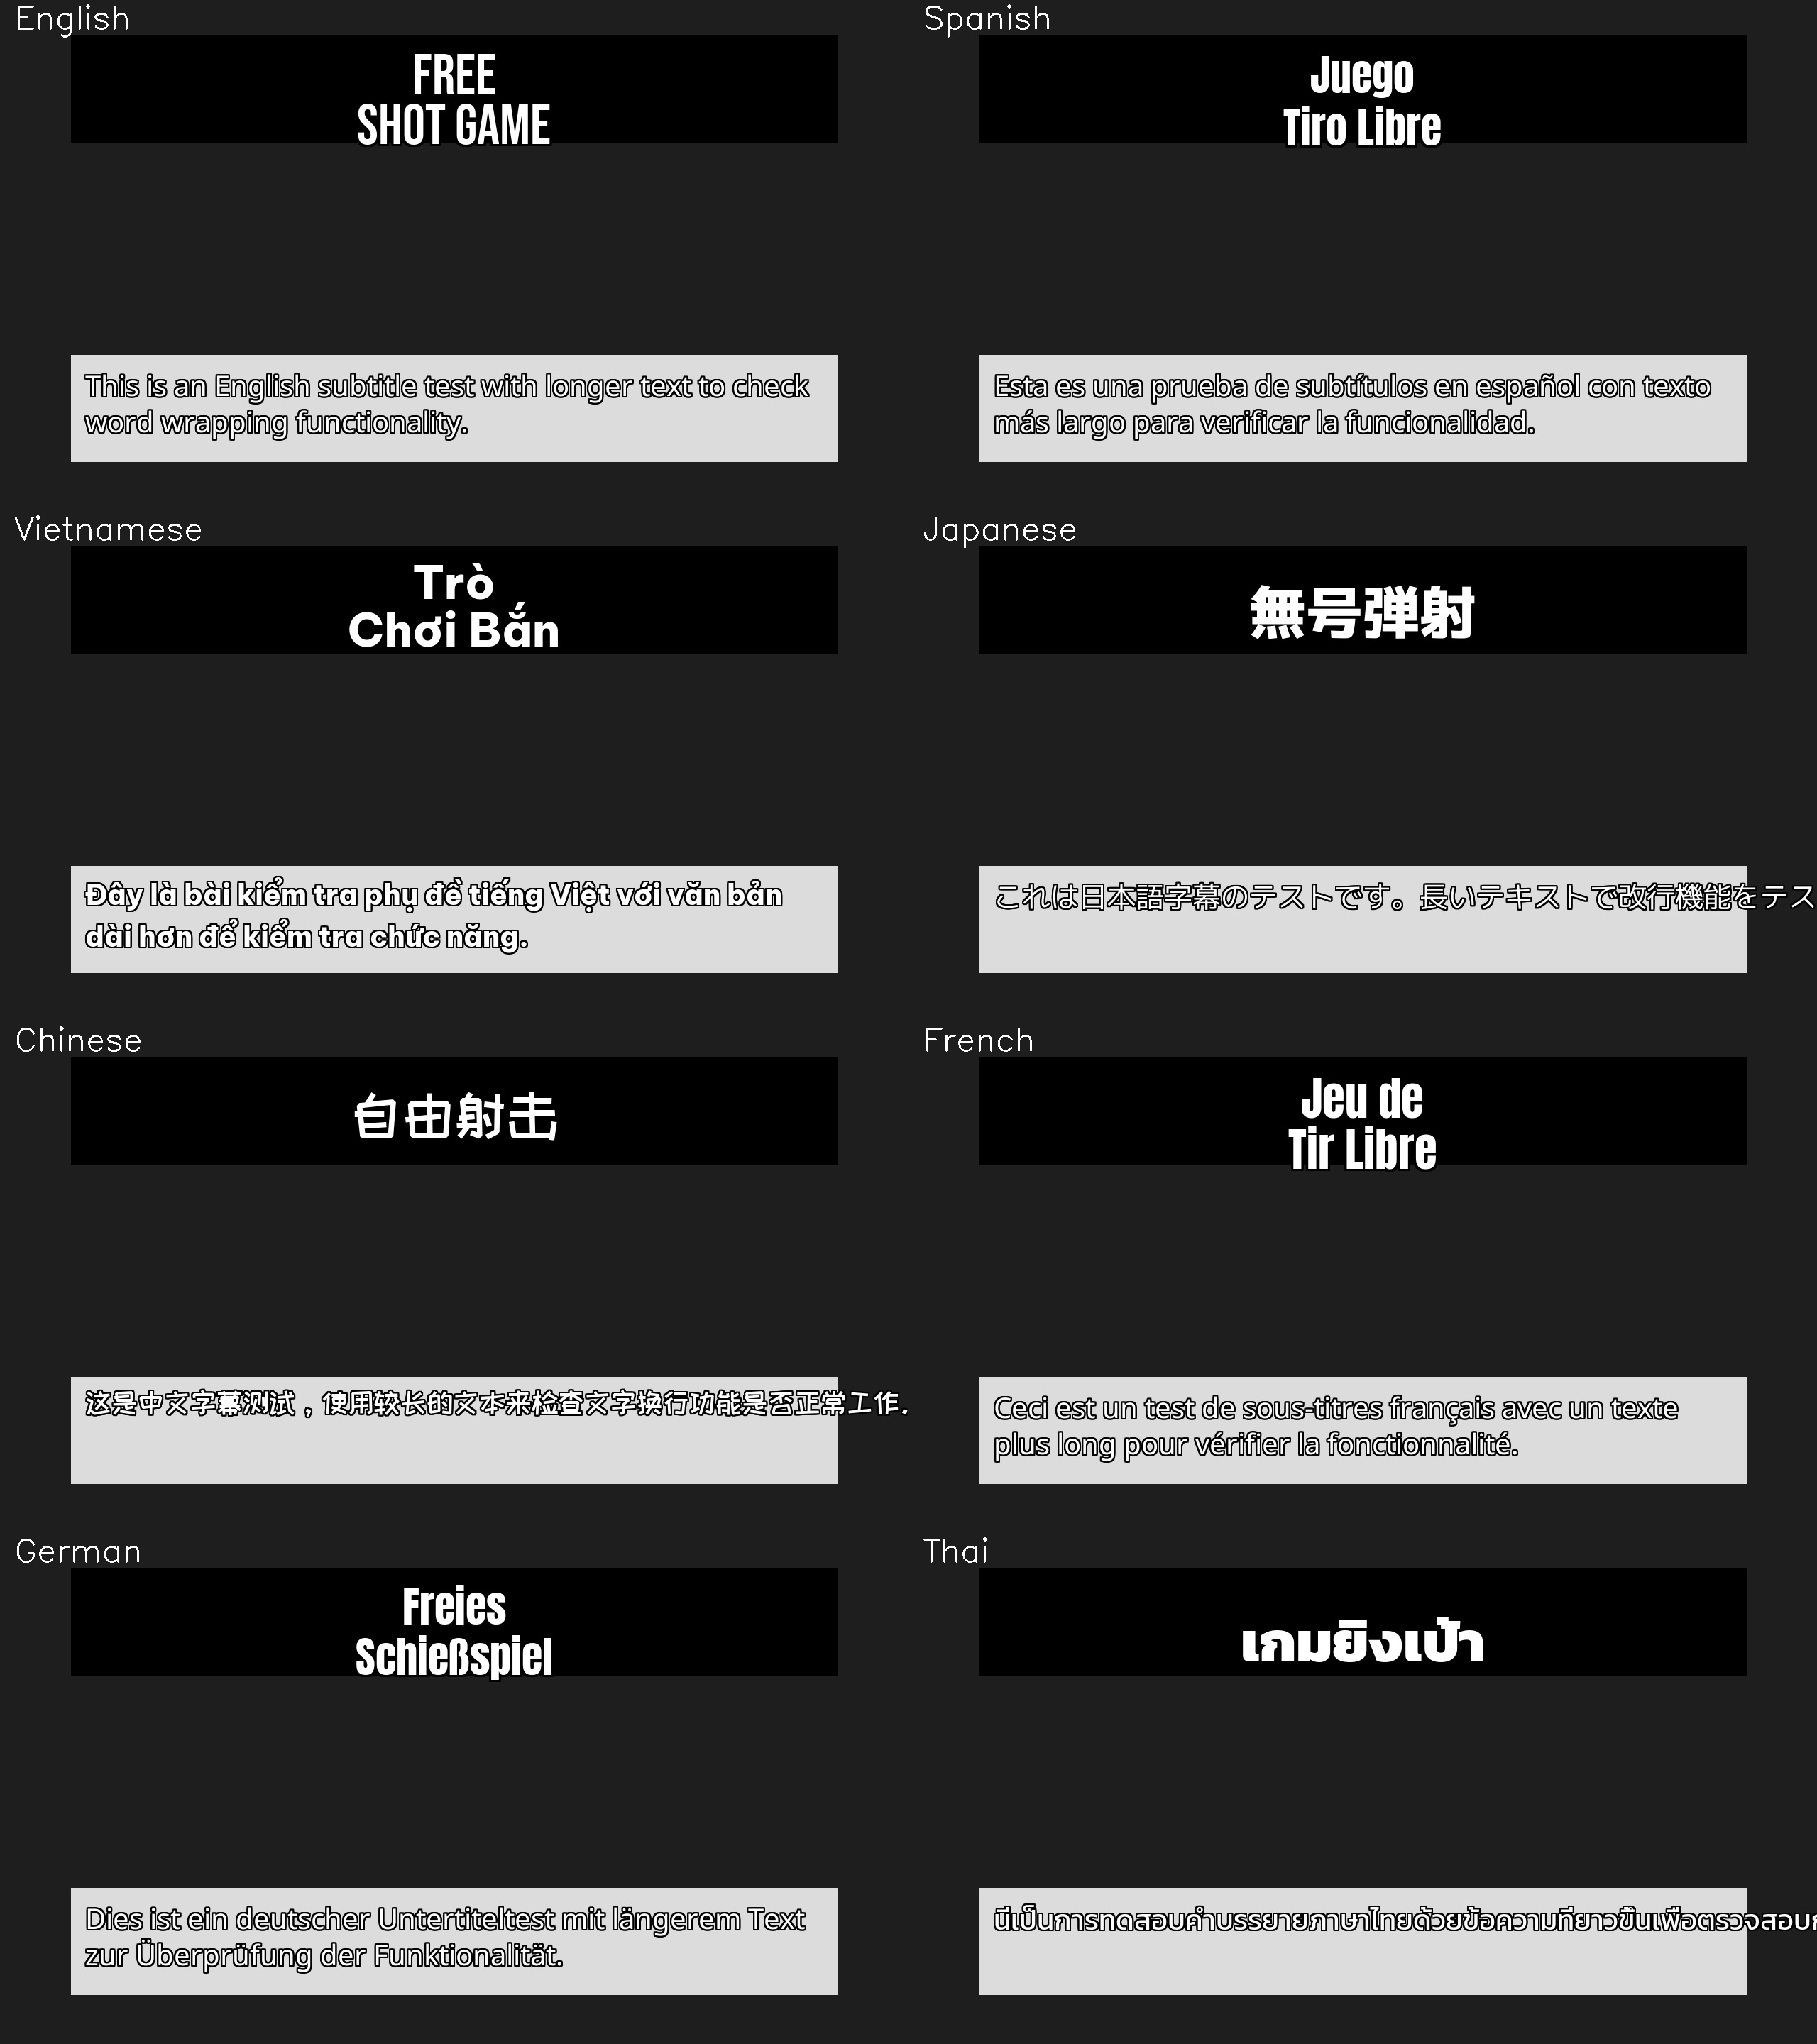 English
FREE
SHOT GAME
This is an English subtitle test with longer text to check
word wrapping functionality.
Spanish
Juego
Tiro Libre
Esta es una prueba de subtítulos en español con texto
más largo para verificar la funcionalidad.
Vietnamese
Trò
Chơi Bắn
Đây là bài kiểm tra phụ đề tiếng Việt với văn bản
dài hơn để kiểm tra chức năng.
Japanese
無号弾射
これは日本語字幕のテストです。長いテキストで改行機能をテス
Chinese
自由射击
这是中文字幕测试，使用较长的文本来检查文字换行功能是否正常工作.
French
Jeu de
Tir Libre
Ceci est un test de sous-titres français avec un texte
plus long pour vérifier la fonctionnalité.
German
Freies
Schießspiel
Dies ist ein deutscher Untertiteltest mit längerem Text
zur Überprüfung der Funktionalität.
Thai
เกมยิงเป้า
นี่เป็นการทดสอบคำบรรยายภาษาไทยด้วยข้อความที่ยาวขึ้นเพื่อตรวจสอบ